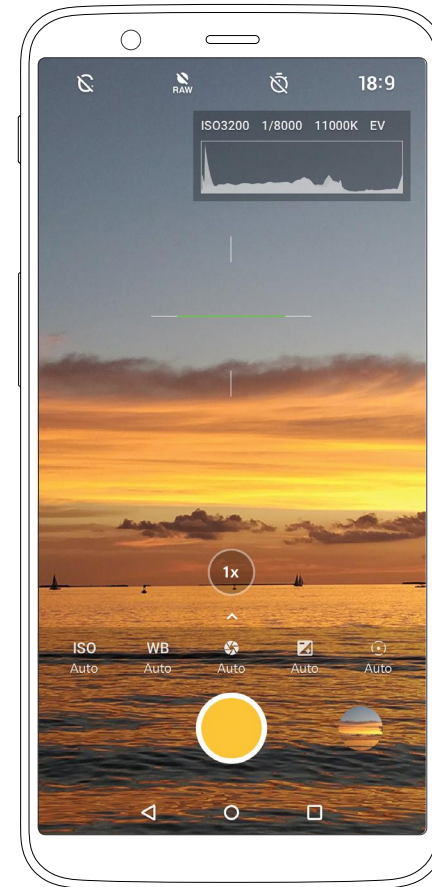 RAW
18:9
ISO3200 1/8000 11000K EV
1x
ISO WB
Auto Auto Auto Auto Auto